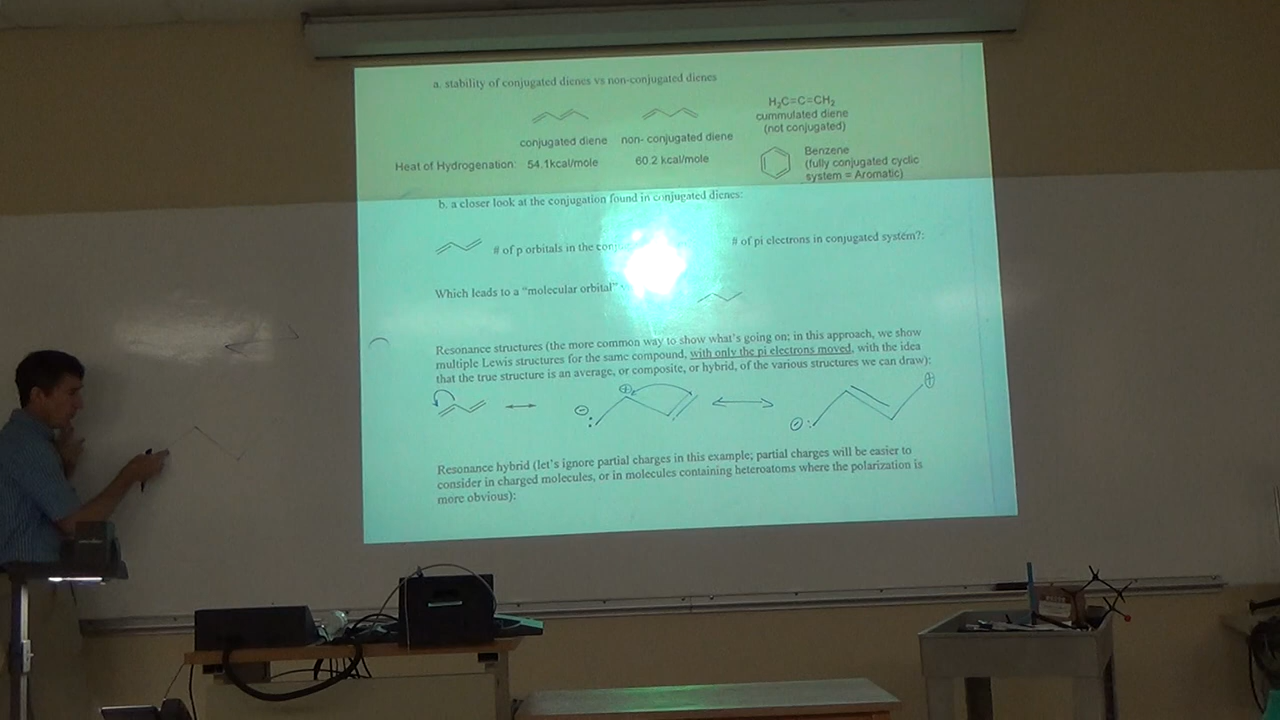 a. stability of conjugated dienes vs non-conjugated dienes
H₂C=C=CH₂
cummulated diene
(not conjugated)
conjugated diene non- conjugated diene
Heat of Hydrogenation: 54.1kcal/mole 60.2 kcal/mole
Benzene
(fully conjugated cyclic
system = Aromatic)
b. a closer look at the conjugation found in conjugated dienes:
# of p orbitals in the # of pi electrons in conjugated system?:
Which leads to a "molecular orbital"
Resonance structures (the more common way to show what's going on: in this approach, we show
multiple Lewis structures for the same compound, with only the pi electrons moved, with the idea
that the true structure is an average, or composite, or hybrid, of the various structures we can draw):
Resonance hybrid (let's ignore partial charges in this example; partial charges will be easier to
consider in charged molecules, or in molecules containing heteroatoms where the polarization is
more obvious):